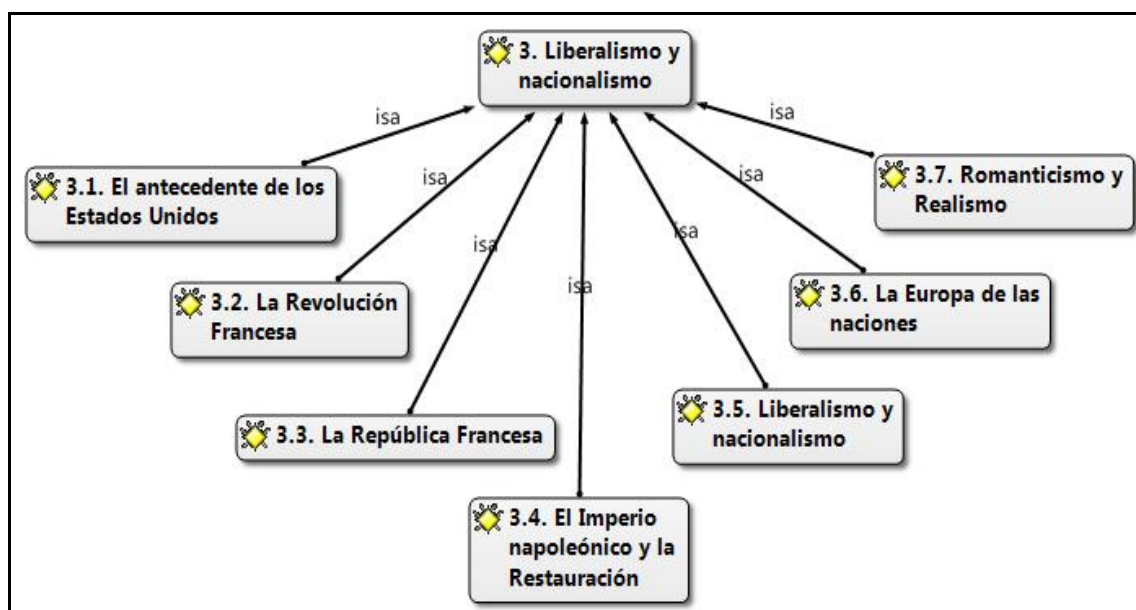 3. Liberalismo y
nacionalismo
isa
isa
isa
isa
isa
isa
isa
3.1. El antecedente de los
Estados Unidos
3.2. La Revolución
Francesa
3.3. La República Francesa
3.4. El Imperio
napoleónico y la
Restauración
3.5. Liberalismo y
nacionalismo
3.6. La Europa de las
naciones
3.7. Romanticismo y
Realismo